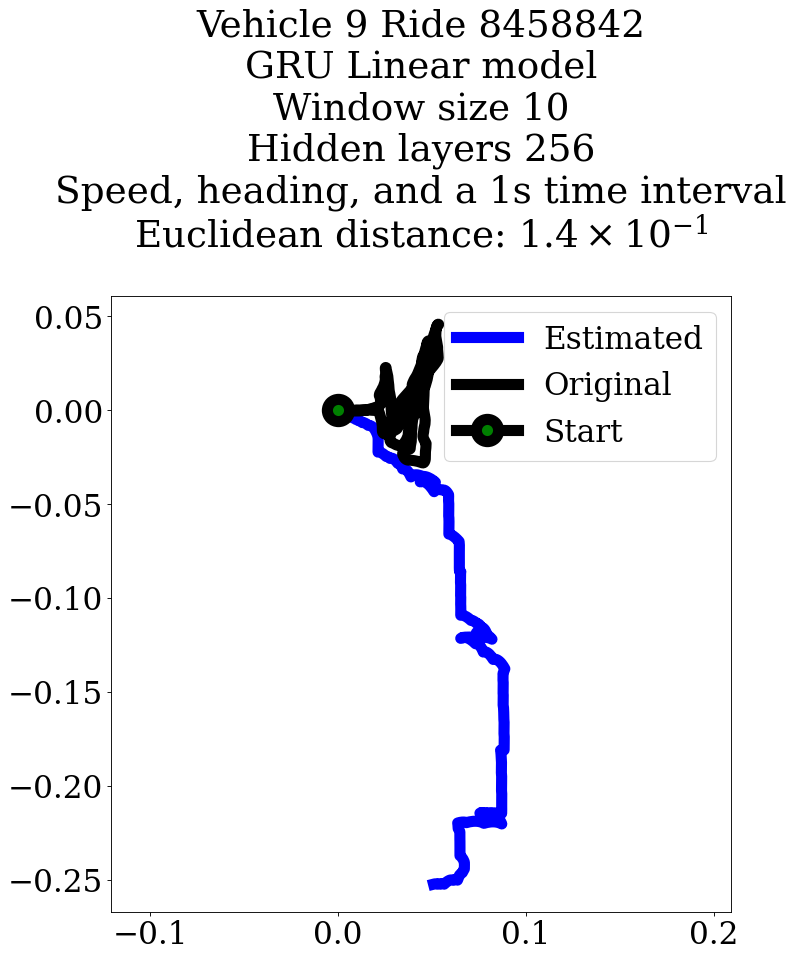 Vehicle 9 Ride 8458842
GRU Linear model
Window size 10
Hidden layers 256
Speed, heading, and a 1s time interval
Euclidean distance: 1.4 × 10⁻¹
Estimated
Original
Start
0.05
0.00
−0.05
−0.10
−0.15
−0.20
−0.25
−0.1 0.0 0.1 0.2